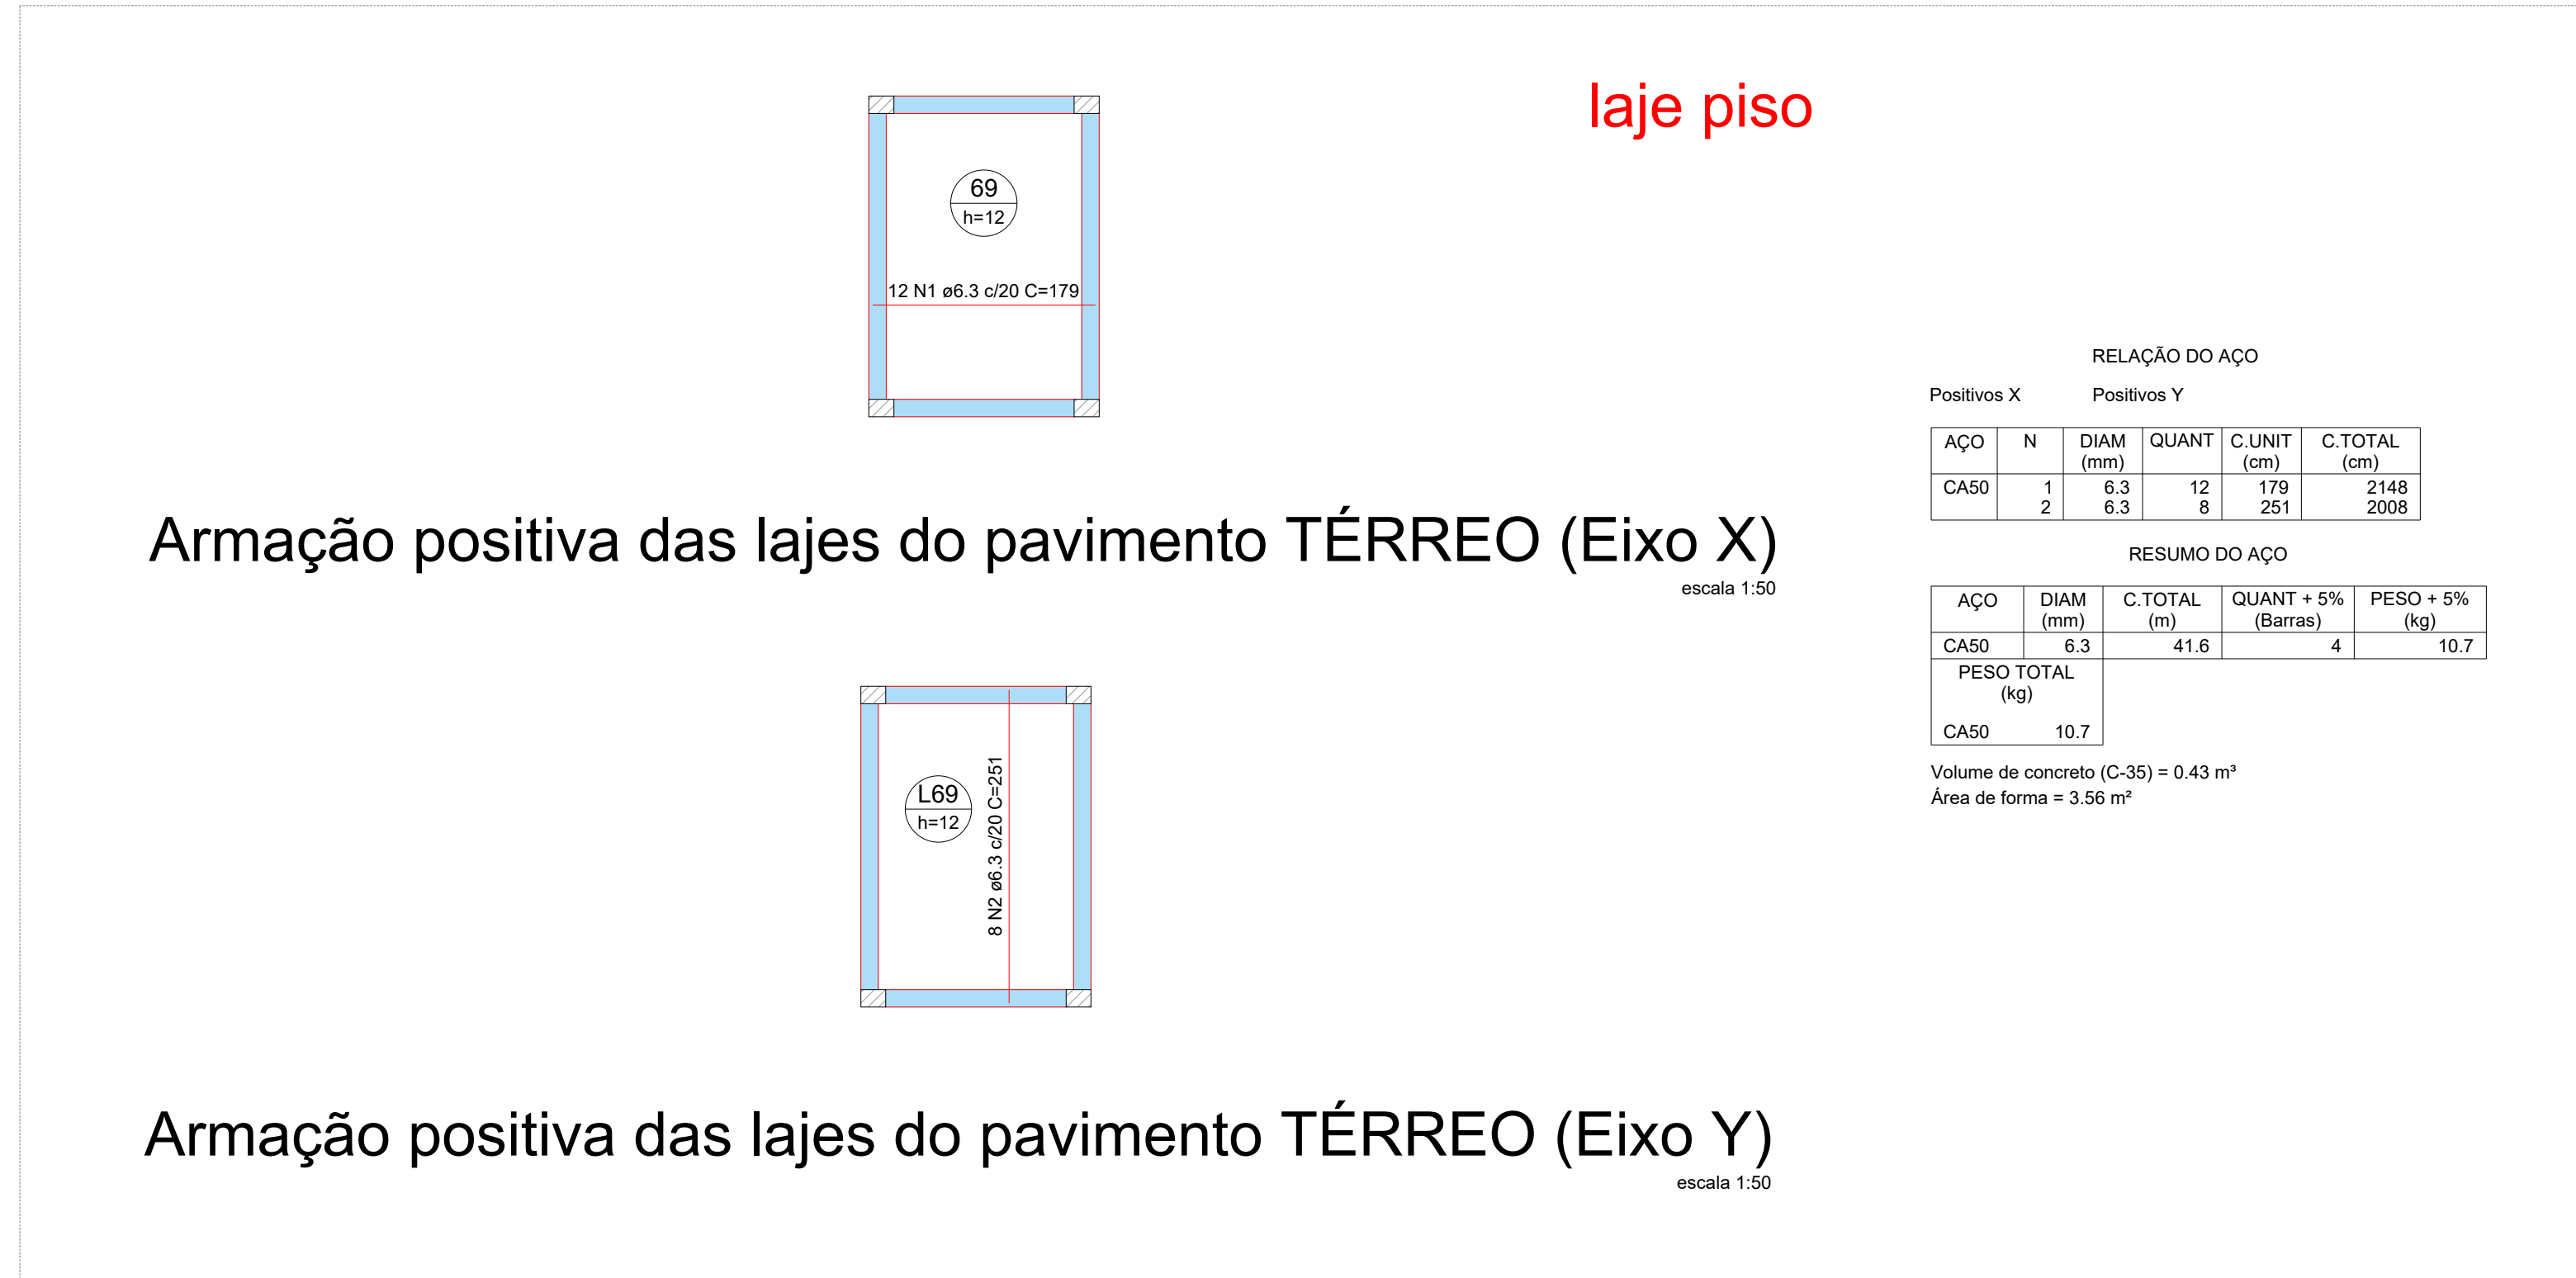 laje piso
69
h=12
12 N1 ø6.3 c/20 C=179
Armação positiva das lajes do pavimento TÉRREO (Eixo X)
escala 1:50
L69
h=12
8 N2 ø6.3 c/20 C=251
Armação positiva das lajes do pavimento TÉRREO (Eixo Y)
escala 1:50
RELAÇÃO DO AÇO
Positivos X Positivos Y
AÇO N DIAM QUANT C.UNIT C.TOTAL
(mm) (cm) (cm)
CA50 1 6.3 12 179 2148
2 6.3 8 251 2008
RESUMO DO AÇO
AÇO DIAM C.TOTAL QUANT + 5% PESO + 5%
(mm) (m) (Barras) (kg)
CA50 6.3 41.6 4 10.7
PESO TOTAL
(kg)
CA50 10.7
Volume de concreto (C-35) = 0.43 m³
Área de forma = 3.56 m²